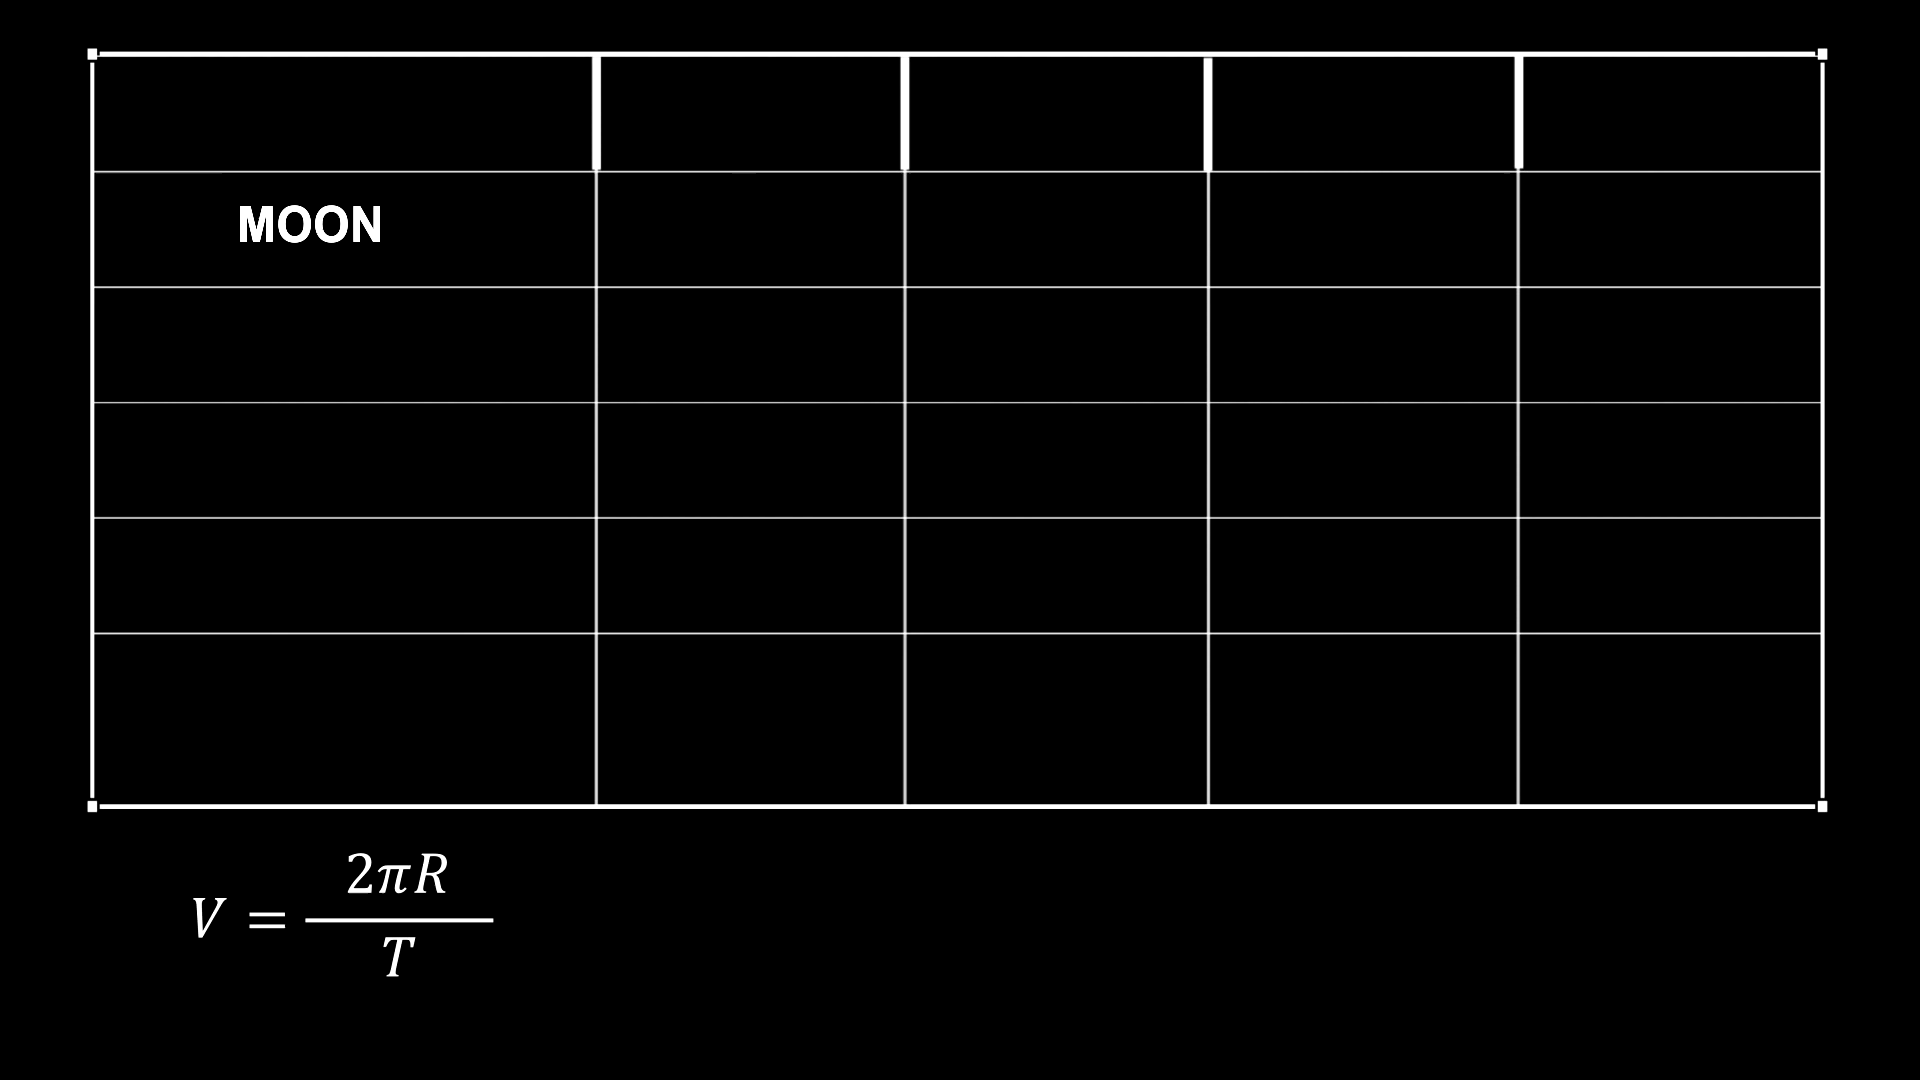 MOON
V = 2πR / T